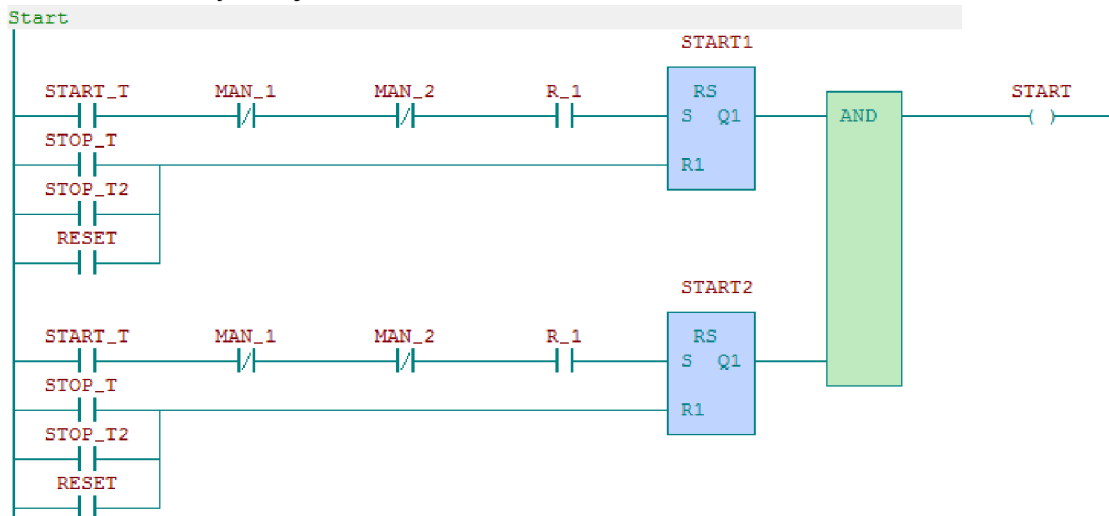 Start
START1
START_T MAN_1 MAN_2 R_1 RS START
S Q1 AND
STOP_T
R1
STOP_T2
RESET
START2
START_T MAN_1 MAN_2 R_1 RS
S Q1
STOP_T
R1
STOP_T2
RESET